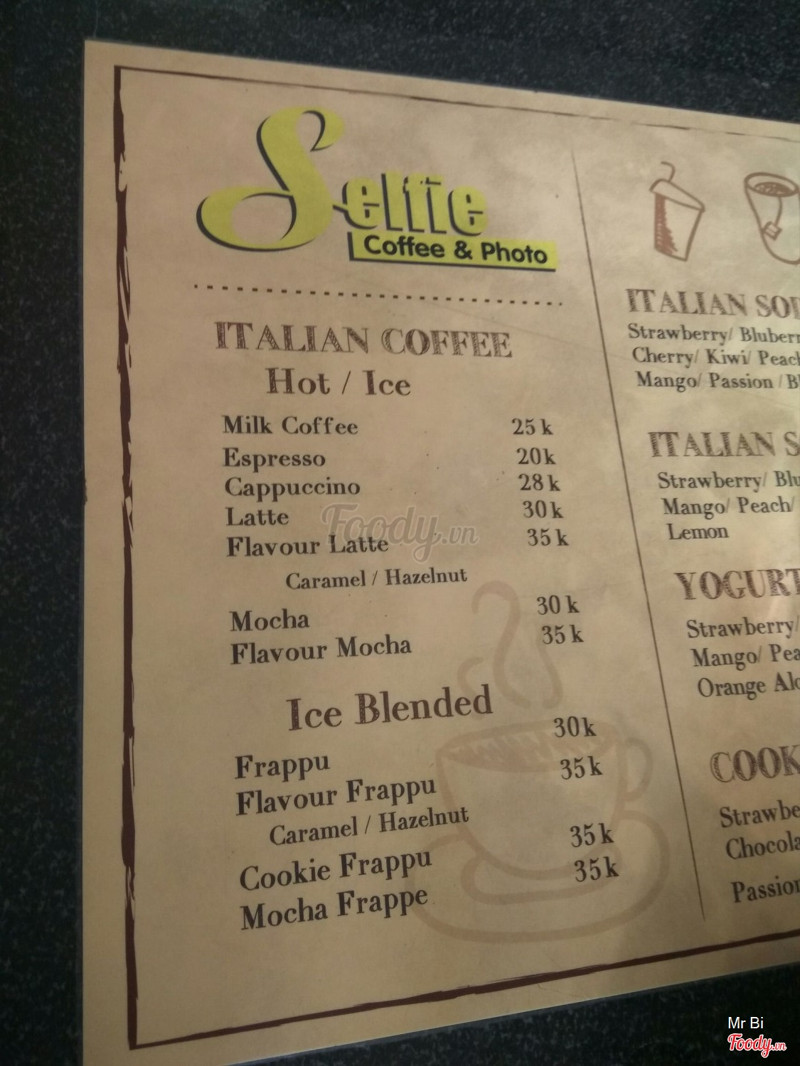 Selfie
Coffee & Photo
ITALIAN COFFEE
Hot / Ice
Milk Coffee 25k
Espresso 20k
Cappuccino 28k
Latte 30k
Flavour Latte 35k
Caramel / Hazelnut
Mocha 30k
Flavour Mocha 35k
Ice Blended
Frappu 30k
Flavour Frappu 35k
Caramel / Hazelnut
Cookie Frappu 35k
Mocha Frappe 35k
ITALIAN
Strawberry/
Cherry/ Kiwi/
Mango/ Passion /
ITALIAN
Strawberry/
Mango/ Peach/
Lemon
YOGURT
Strawberry/
Mango/
Orange
Foody.vn
Mr Bi
Foody.vn